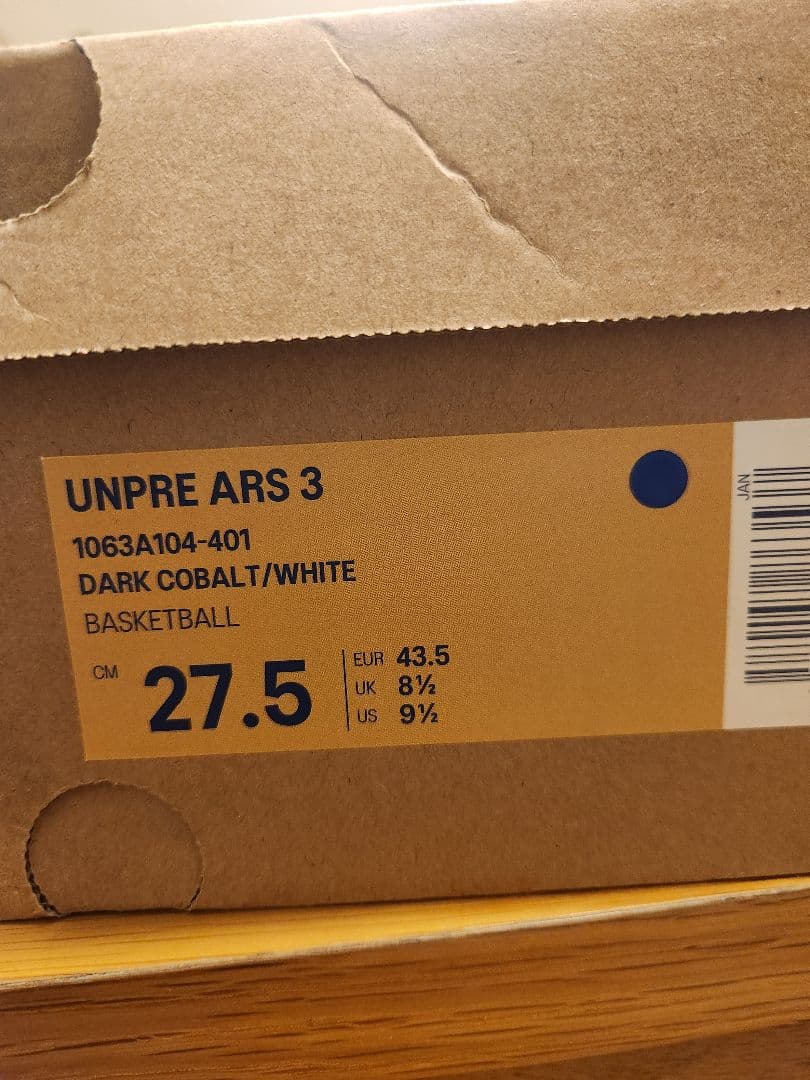 UNPRE ARS 3
1063A104-401
DARK COBALT/WHITE
BASKETBALL
CM 27.5
EUR 43.5
UK 8½
US 9½
JAN